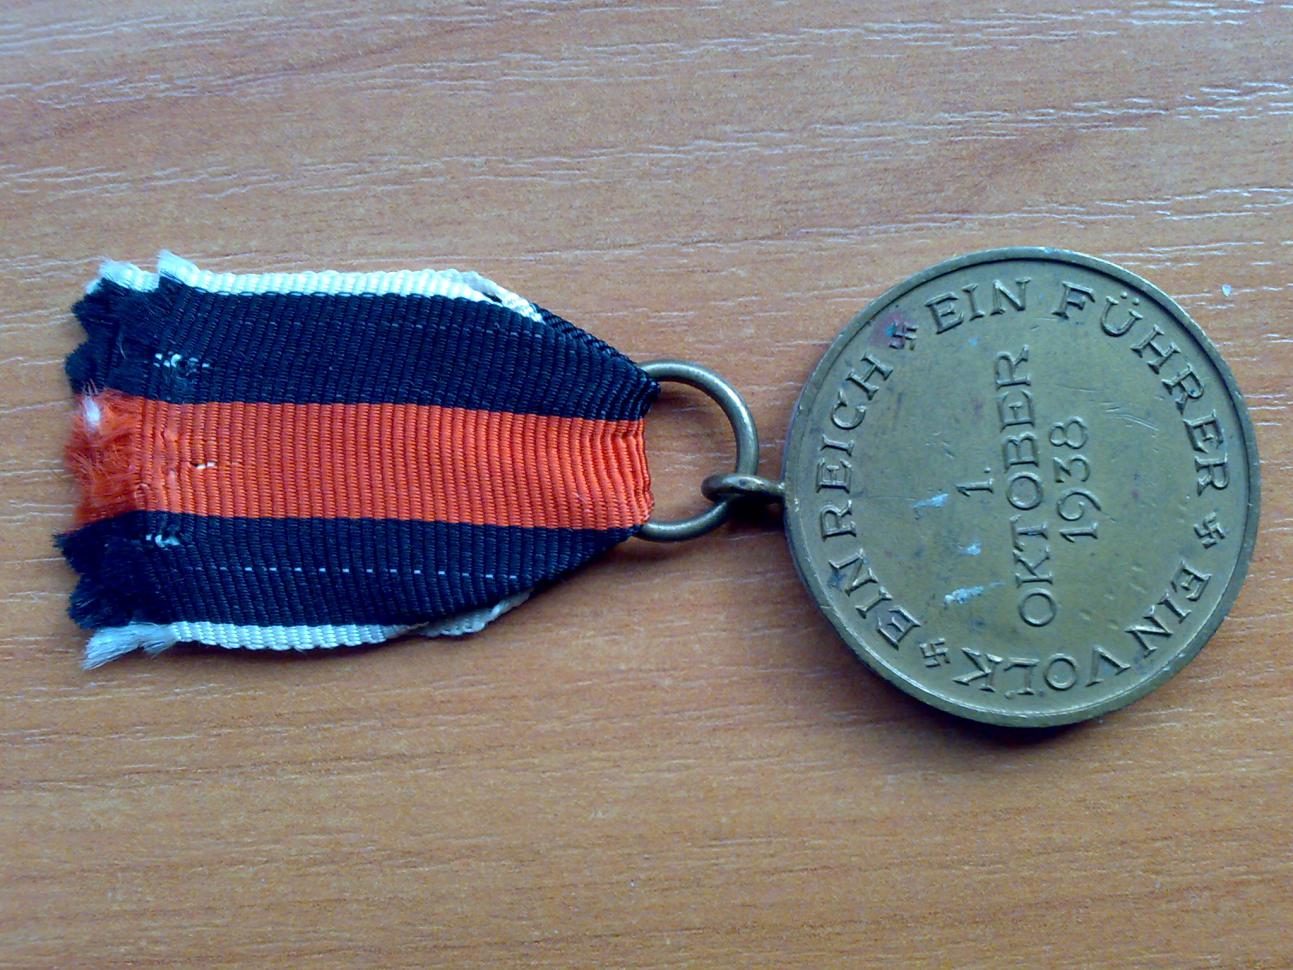 EIN VOLK EIN REICH EIN FÜHRER
1.
OKTOBER
1938